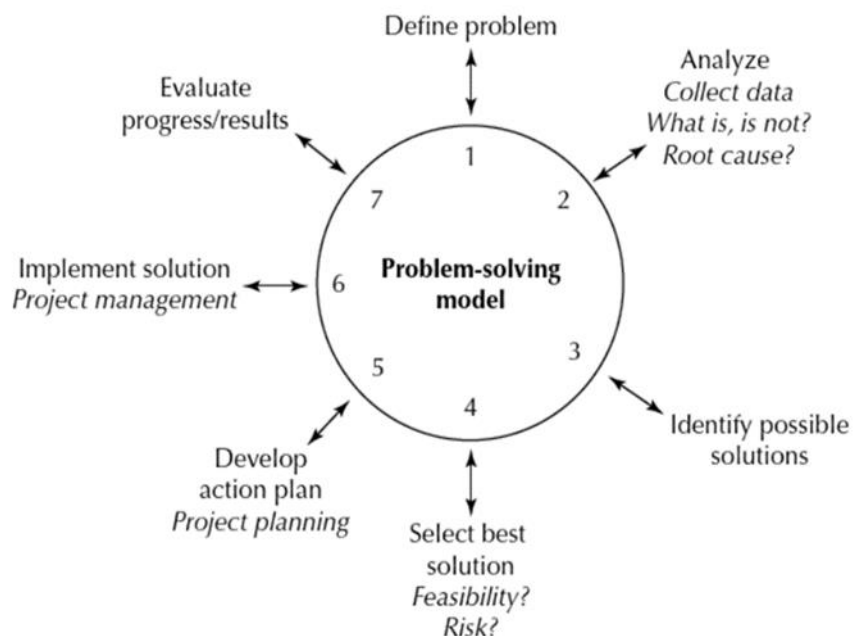 Define problem
1
Analyze
Collect data
What is, is not?
Root cause?
2
3
Identify possible
solutions
4
Select best
solution
Feasibility?
Risk?
5
Develop
action plan
Project planning
6
Implement solution
Project management
7
Evaluate
progress/results
Problem-solving
model